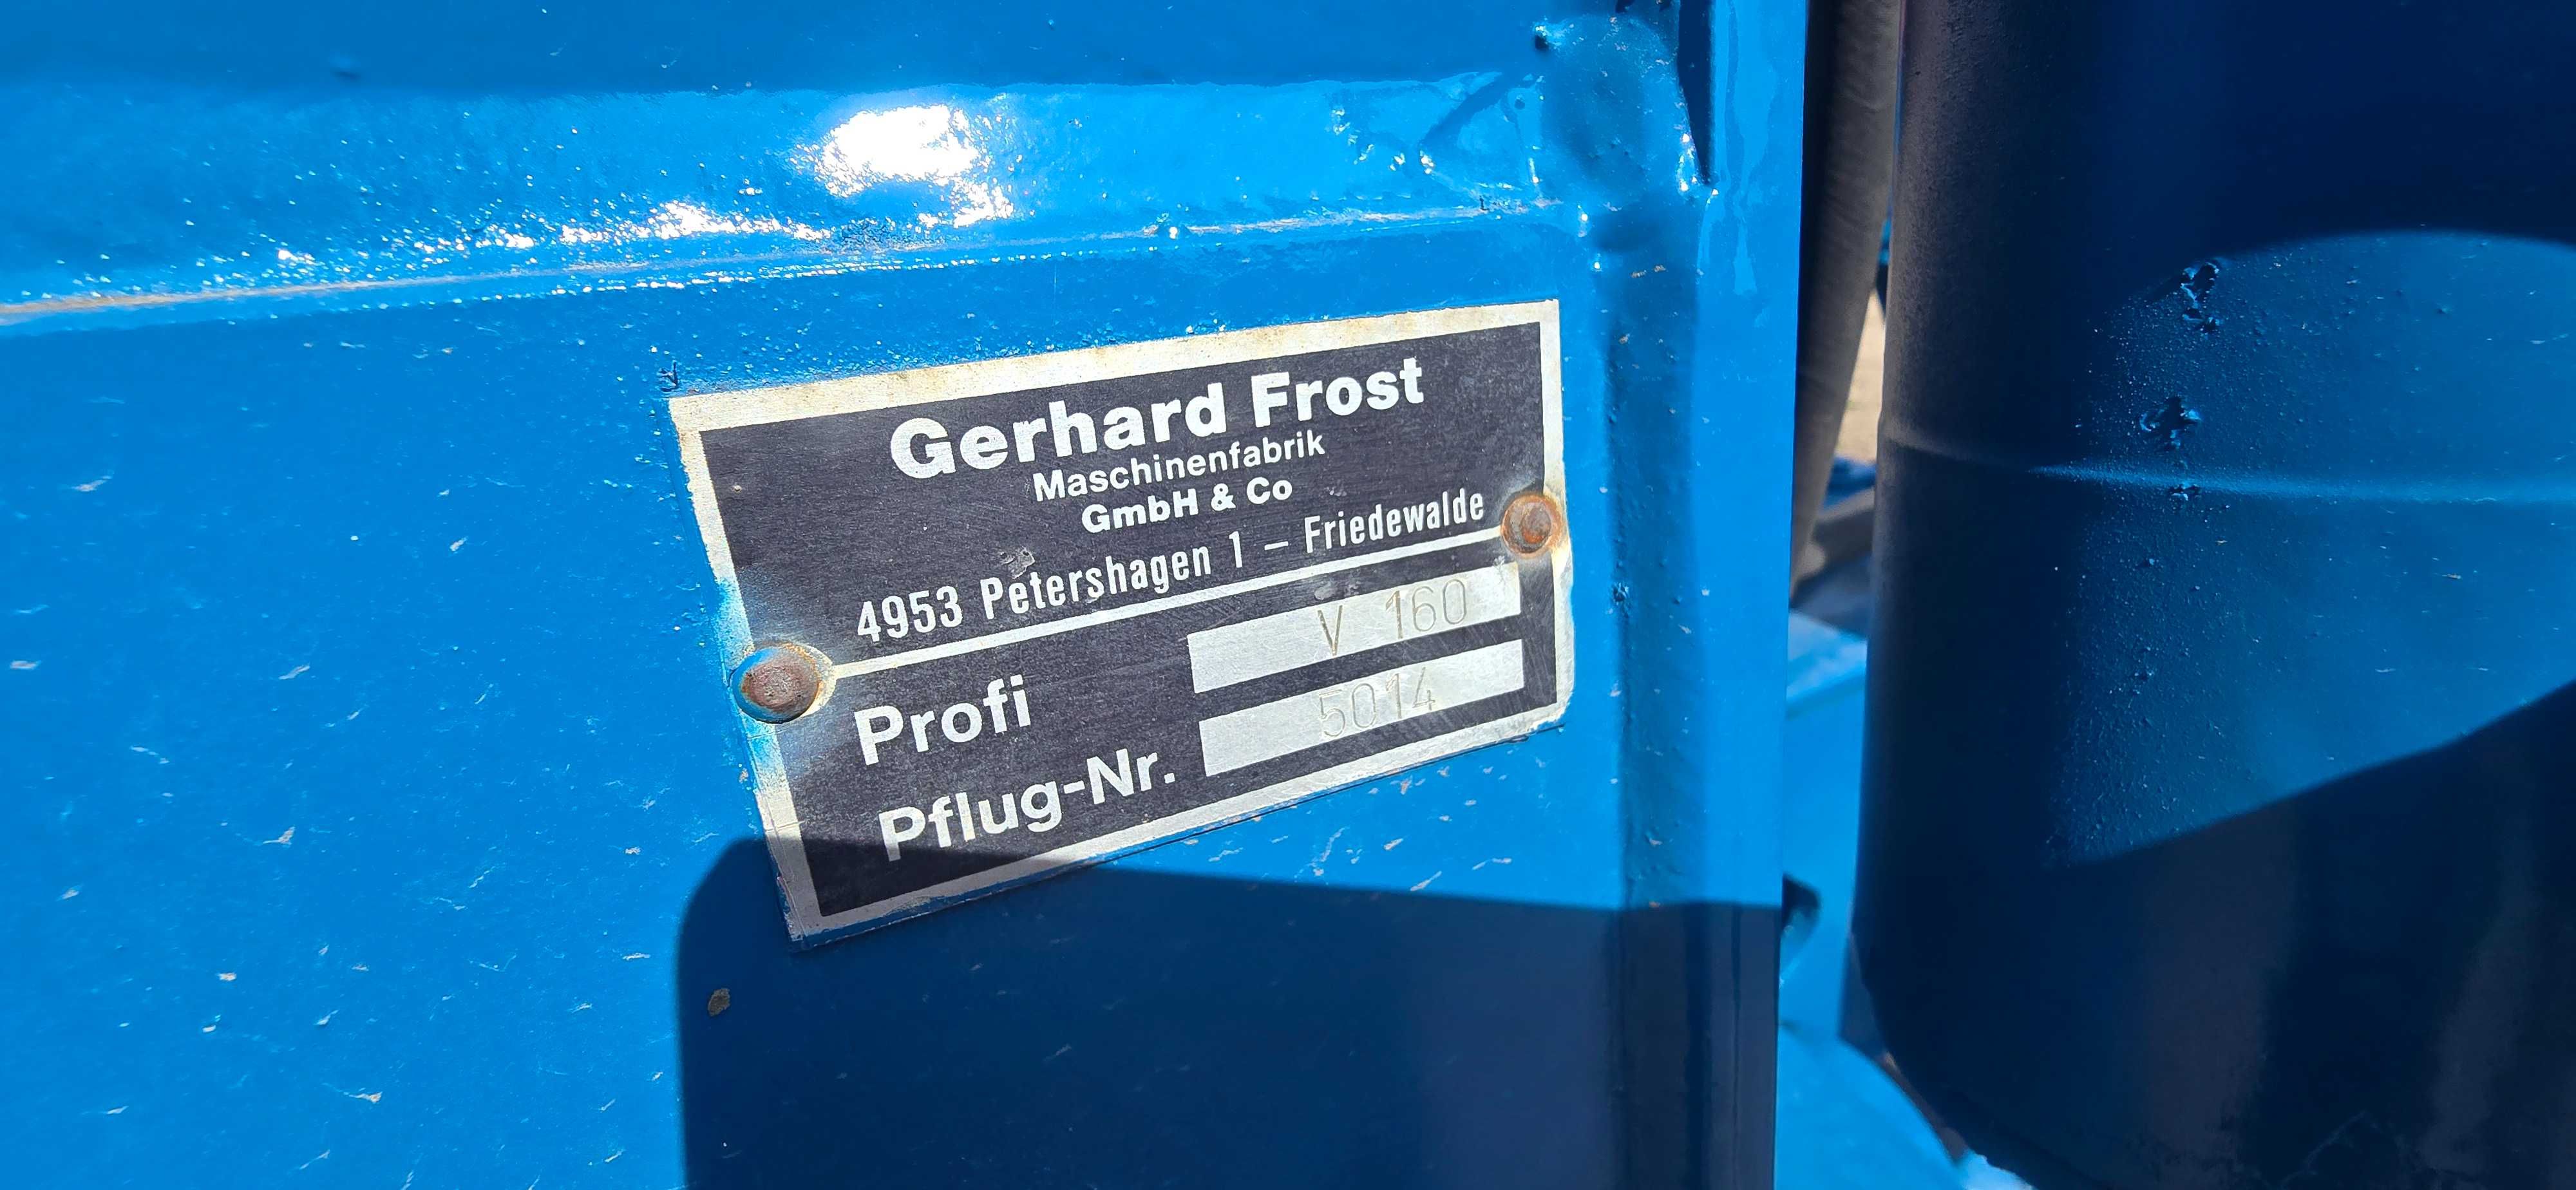 Gerhard Frost
Maschinenfabrik
GmbH & Co
4953 Petershagen 1 – Friedewalde
Profi V 160
Pflug-Nr. 5014